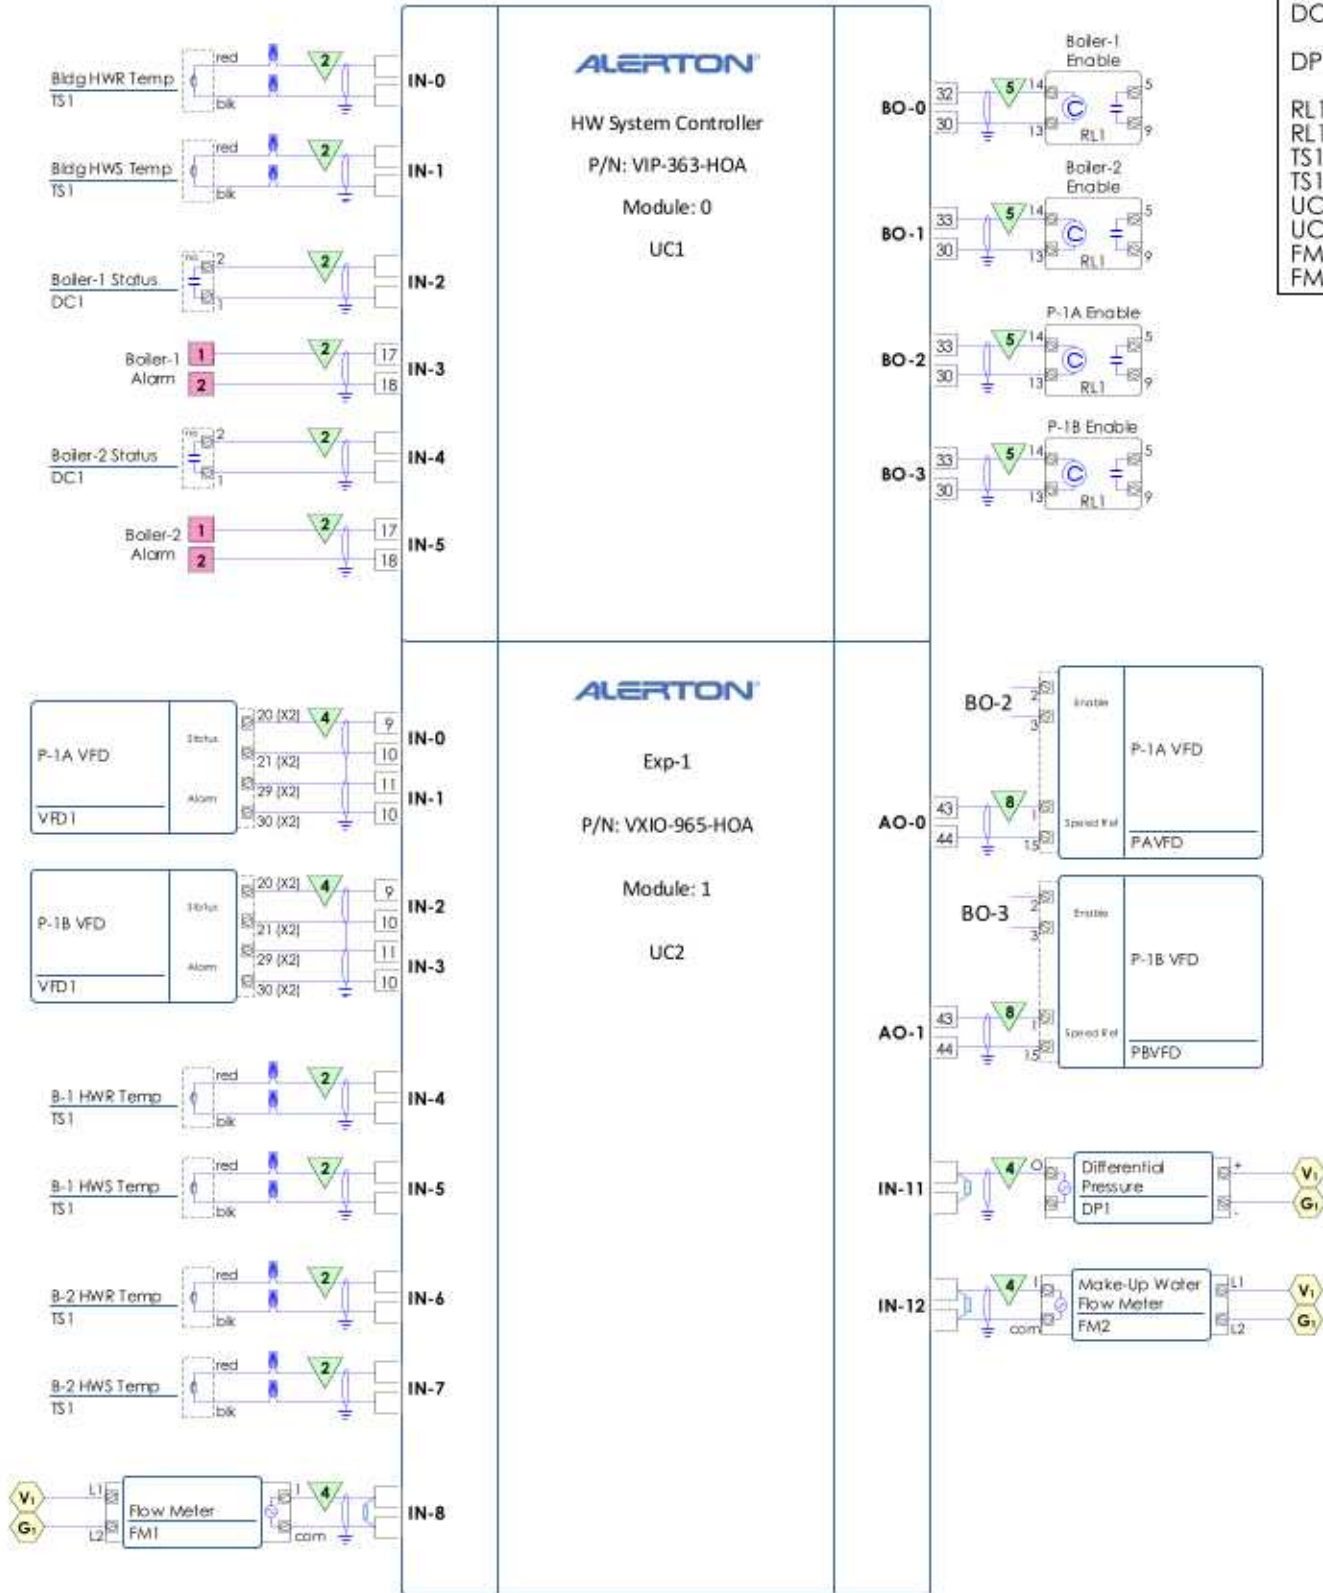 ALERTON
HW System Controller
P/N: VIP-363-HOA
Module: 0
UC1
Bldg HWR Temp
TS1
red
blk
2
IN-0
Bldg HWS Temp
TS1
red
blk
2
IN-1
Boiler-1 Status
DC1
no
2
1
2
IN-2
Boiler-1
Alarm
1
2
2
17
18
IN-3
Boiler-2 Status
DC1
2
1
2
IN-4
Boiler-2
Alarm
1
2
2
17
18
IN-5
BO-0
32
30
5
14
13
Boiler-1
Enable
C
RL1
5
9
BO-1
33
30
5
14
13
Boiler-2
Enable
C
RL1
5
9
BO-2
33
30
5
14
13
P-1A Enable
C
RL1
5
9
BO-3
33
30
5
14
13
P-1B Enable
C
RL1
5
9
DC
DP
RL1
RL1
TS1
TS1
UC
UC
FM
FM
ALERTON
Exp-1
P/N: VXIO-965-HOA
Module: 1
UC2
P-1A VFD
VFD1
Status
Alarm
20 (X2)
21 (X2)
29 (X2)
30 (X2)
4
9
10
11
10
IN-0
IN-1
P-1B VFD
VFD1
Status
Alarm
20 (X2)
21 (X2)
29 (X2)
30 (X2)
4
9
10
11
10
IN-2
IN-3
B-1 HWR Temp
TS1
red
blk
2
IN-4
B-1 HWS Temp
TS1
red
blk
2
IN-5
B-2 HWR Temp
TS1
red
blk
2
IN-6
B-2 HWS Temp
TS1
red
blk
2
IN-7
V1
G1
L1
L2
Flow Meter
FM1
1
com
4
IN-8
BO-2
2
3
Enable
P-1A VFD
AO-0
43
44
8
1
15
Speed Ref
PAVFD
BO-3
2
3
Enable
P-1B VFD
AO-1
43
44
8
1
15
Speed Ref
PBVFD
IN-11
4
O
Differential
Pressure
DP1
+
-
V1
G1
IN-12
4
1
com
Make-Up Water
Flow Meter
FM2
L1
L2
V1
G1